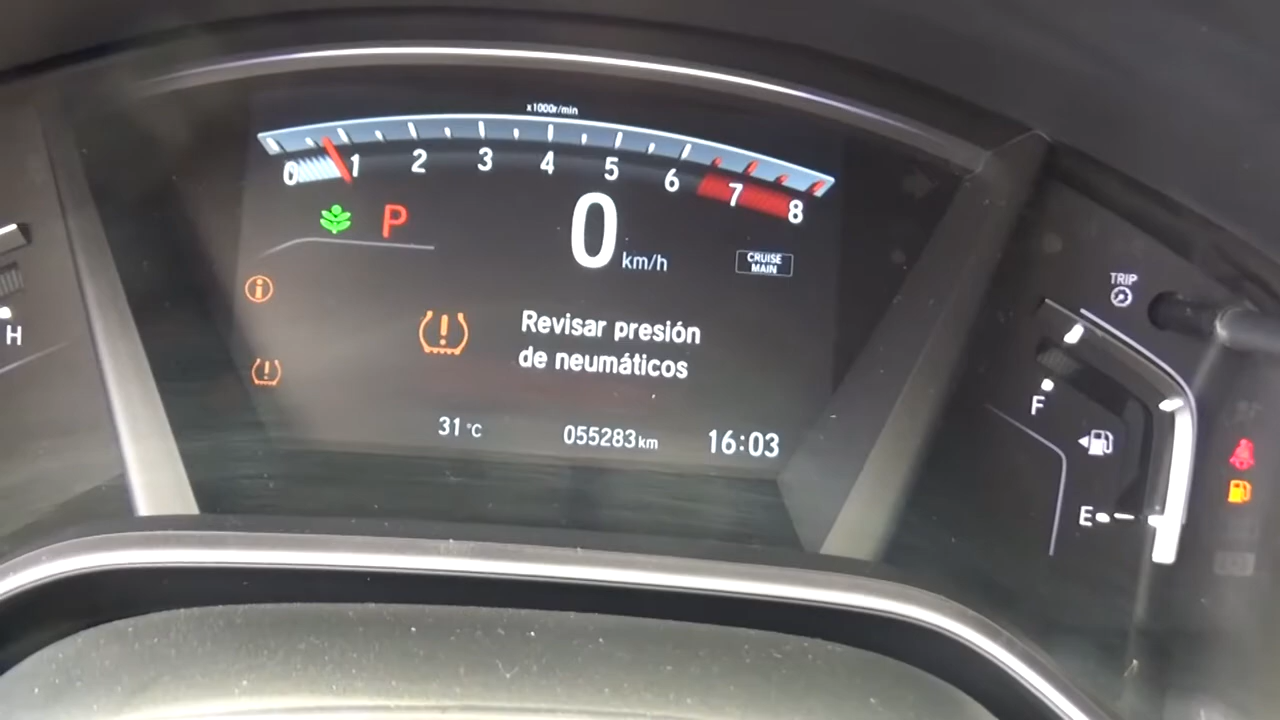 x1000r/min
0 1 2 3 4 5 6 7 8
P
0 km/h
CRUISE
MAIN
TRIP
H
Revisar presión
de neumáticos
F
31°C 055283km 16:03
E